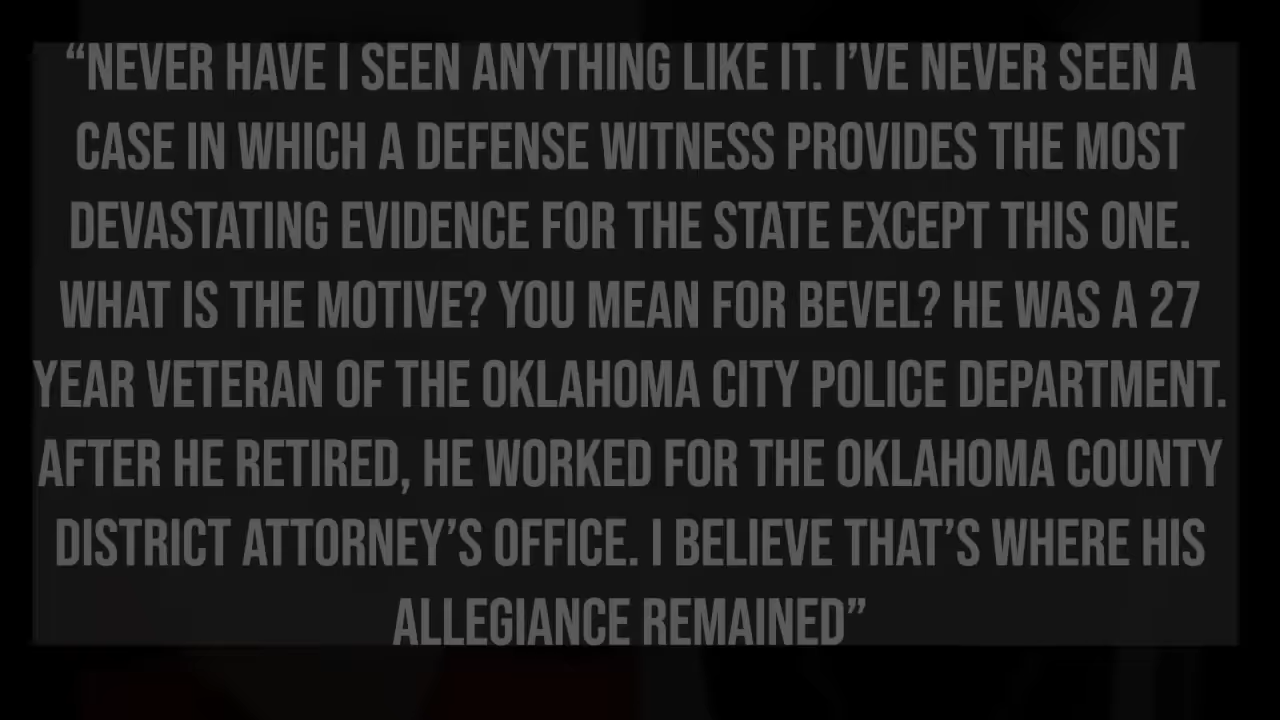 “NEVER HAVE I SEEN ANYTHING LIKE IT. I’VE NEVER SEEN A
CASE IN WHICH A DEFENSE WITNESS PROVIDES THE MOST
DEVASTATING EVIDENCE FOR THE STATE EXCEPT THIS ONE.
WHAT IS THE MOTIVE? YOU MEAN FOR BEVEL? HE WAS A 27
YEAR VETERAN OF THE OKLAHOMA CITY POLICE DEPARTMENT.
AFTER HE RETIRED, HE WORKED FOR THE OKLAHOMA COUNTY
DISTRICT ATTORNEY’S OFFICE. I BELIEVE THAT’S WHERE HIS
ALLEGIANCE REMAINED”